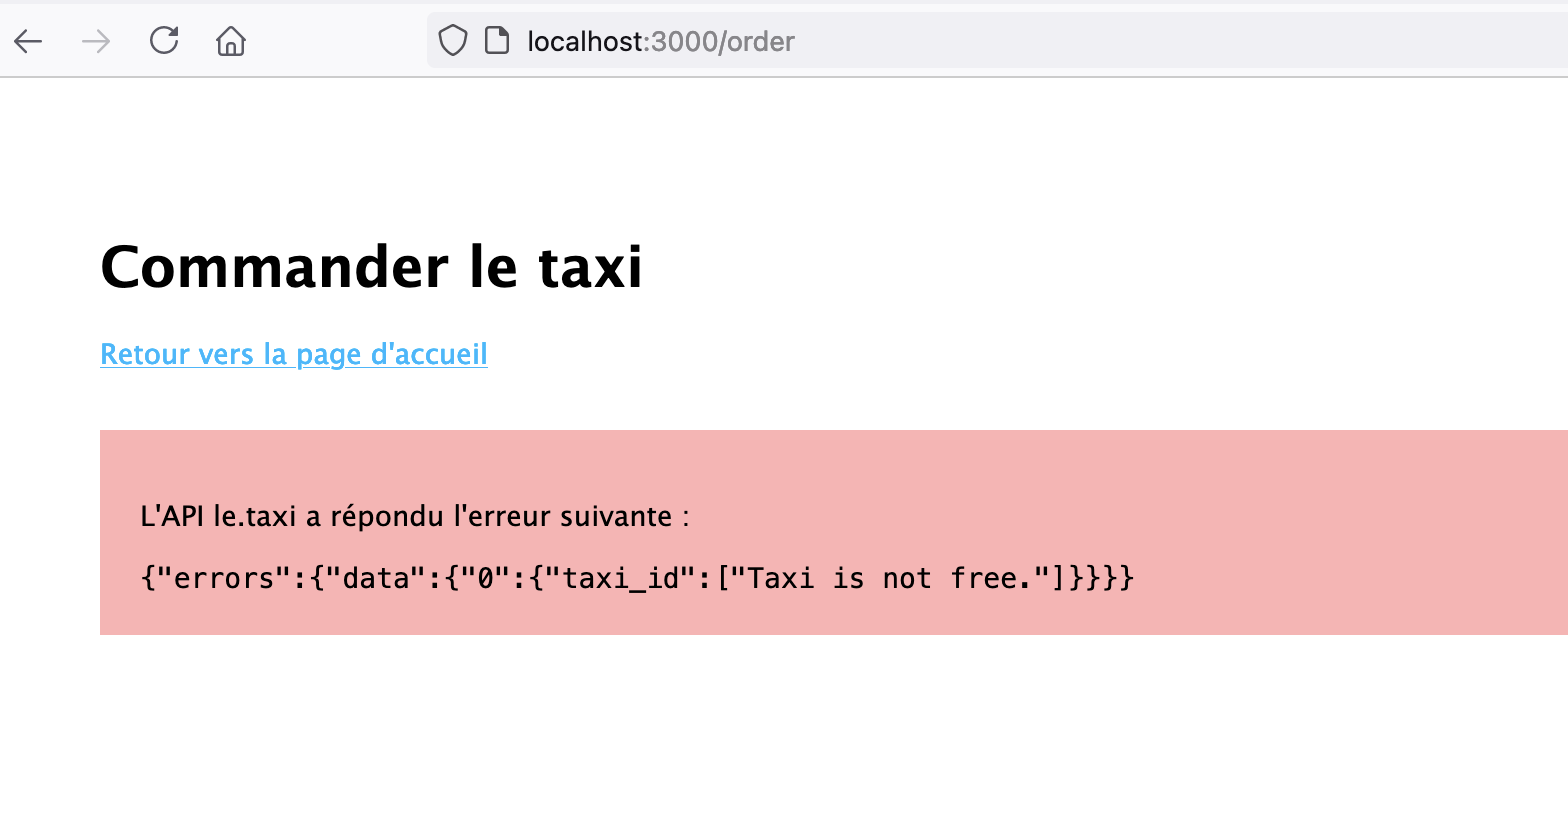 localhost:3000/order
Commander le taxi
Retour vers la page d'accueil
L'API le.taxi a répondu l'erreur suivante :
{"errors":{"data":{"0":{"taxi_id":["Taxi is not free."]}}}}